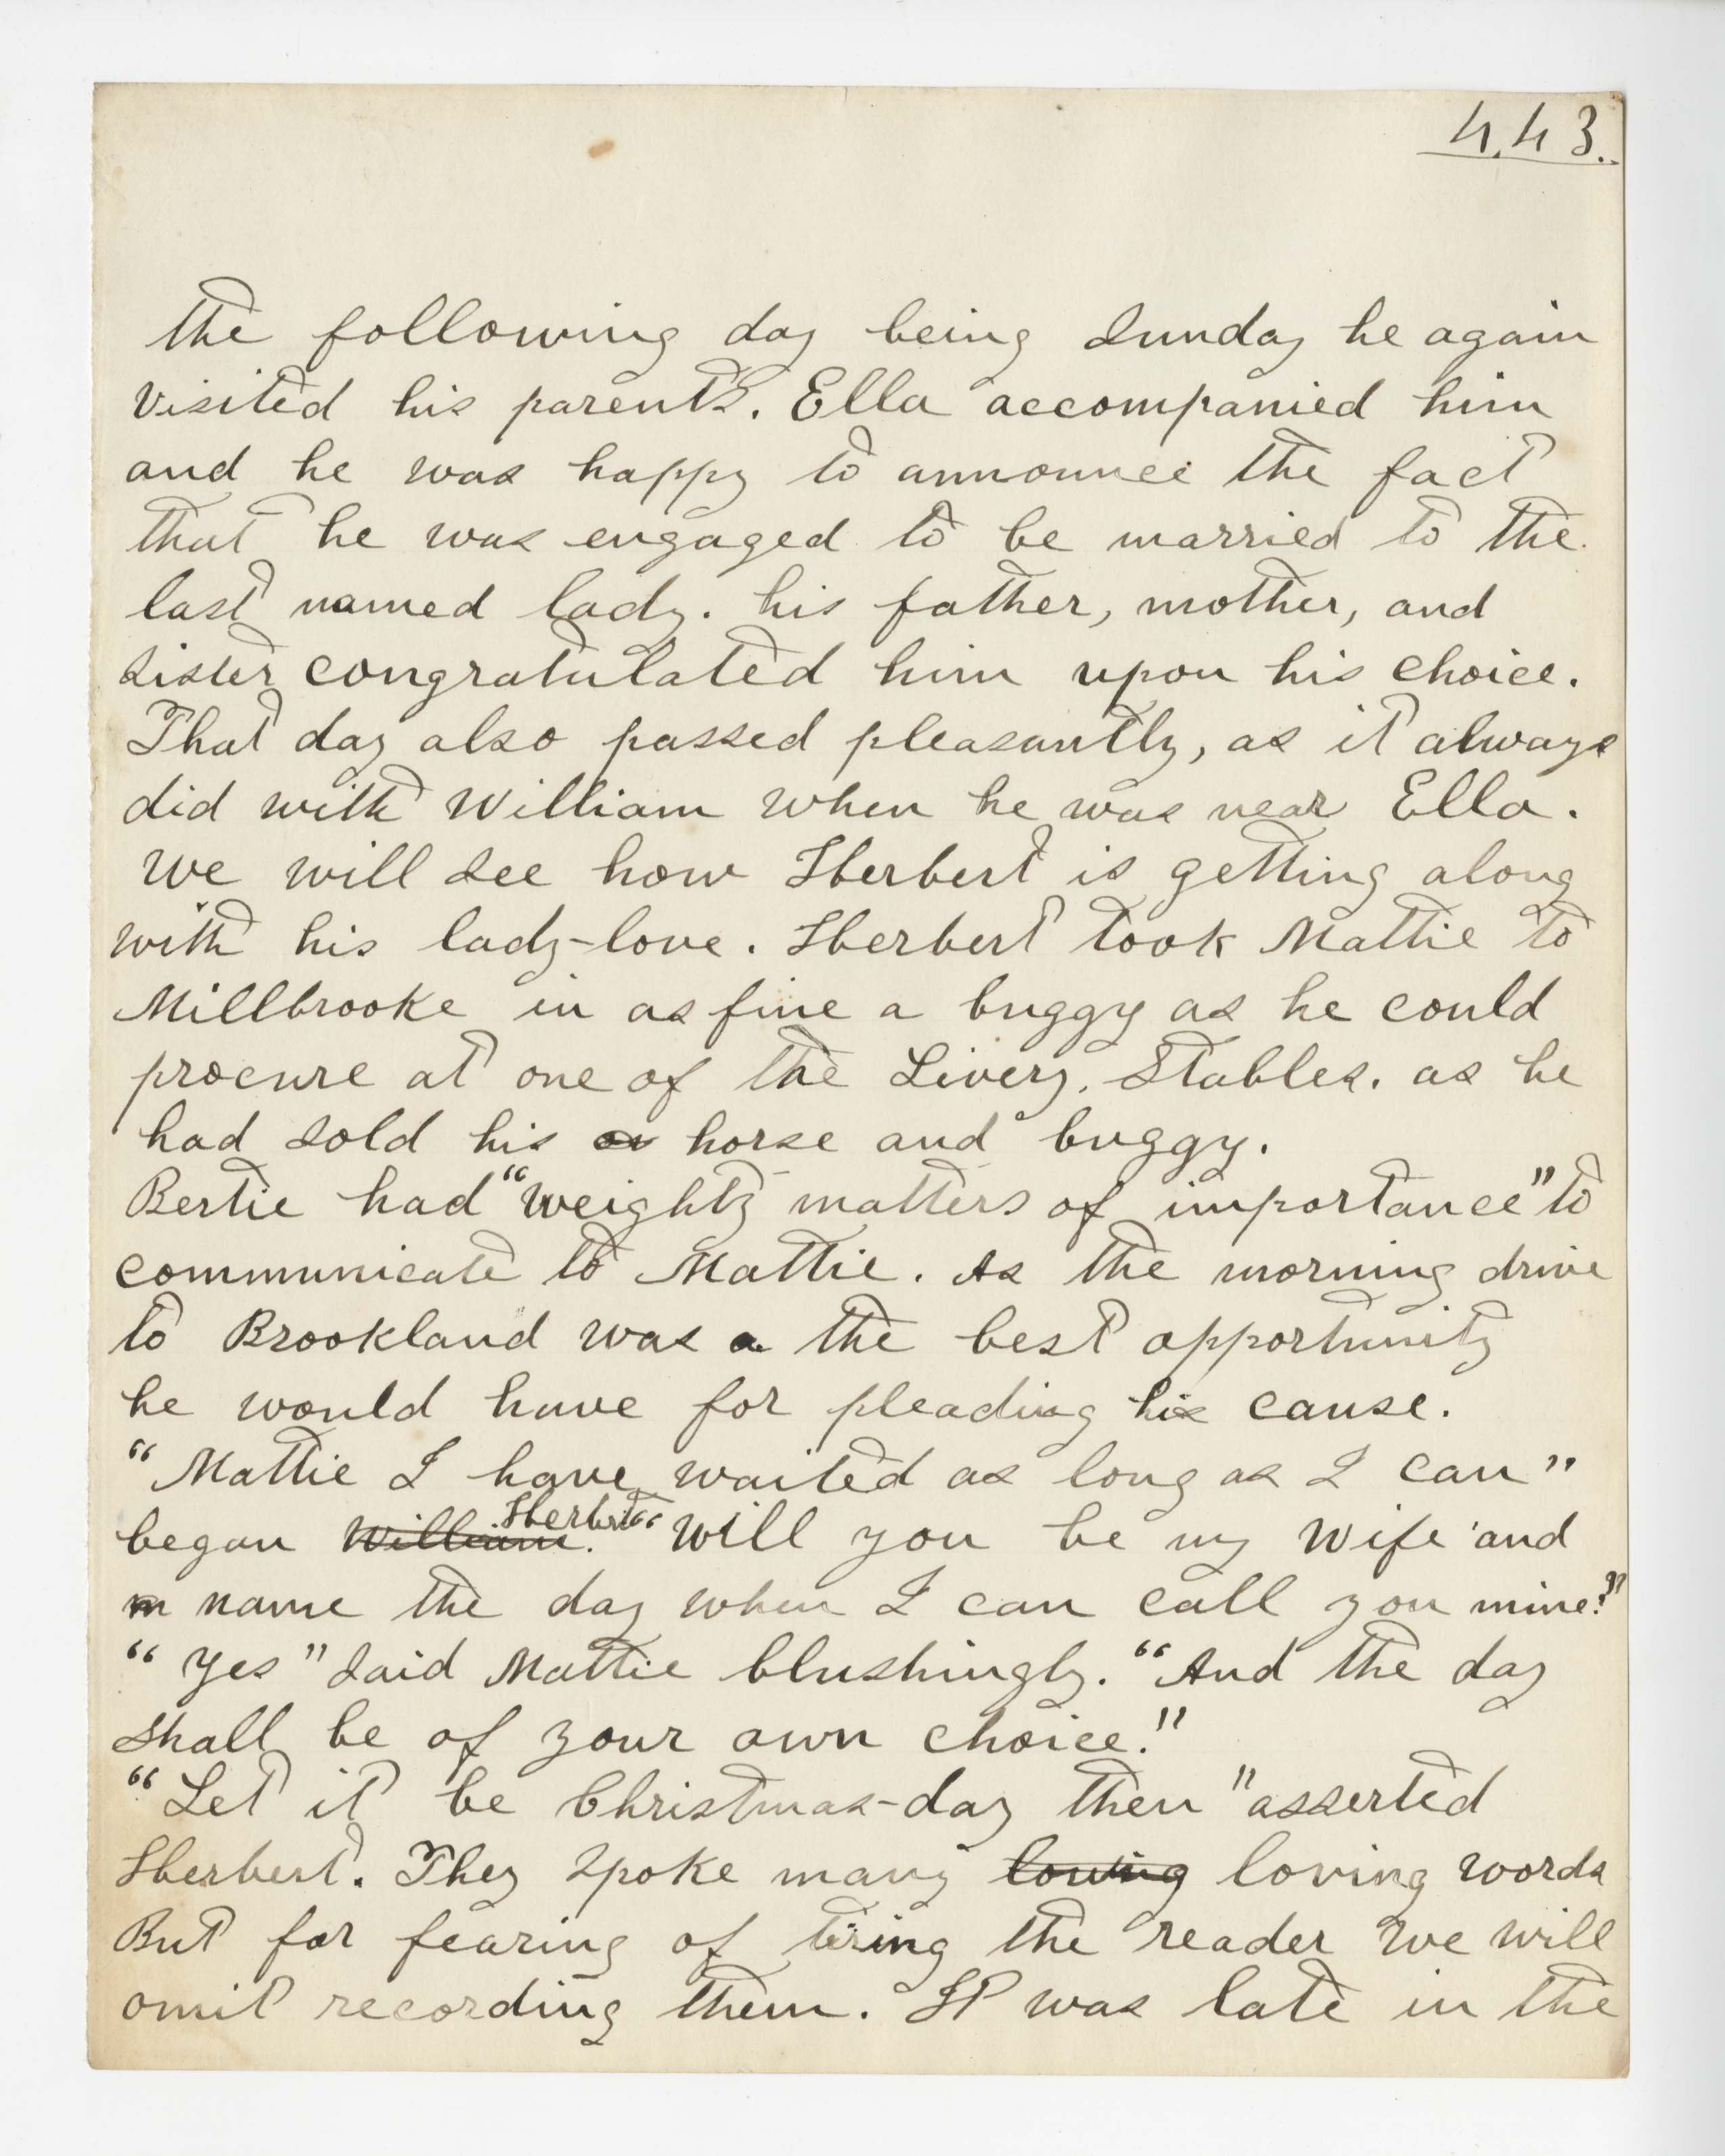 443.
the following day being Sunday he again
visited his parents. Ella accompanied him
and he was happy to announce the fact
that he was engaged to be married to the
last named lady. his father, mother, and
sister congratulated him upon his choice.
That day also passed pleasantly, as it always
did with William when he was near Ella.
we will see how Herbert is getting along
with his lady-love. Herbert took Mattie to
Millbrooke in as fine a buggy as he could
procure at one of the Livery. Stables. as he
had sold his horse and buggy.
Bertie had "weighty matters of importance" to
communicate to Mattie. As the morning drive
to Brookland was a the best opportunity
he would have for pleading his cause.
"Mattie I have waited as long as I can"
began William. Herbert "Will you be my wife and
m name the day when I can call you mine?"
"Yes" said Mattie blushingly. "And the day
shall be of your own choice."
"Let it be Christmas-day then" asserted
Herbert. They spoke many loving loving words
But for fearing of tiring the reader we will
omit recording them. It was late in the